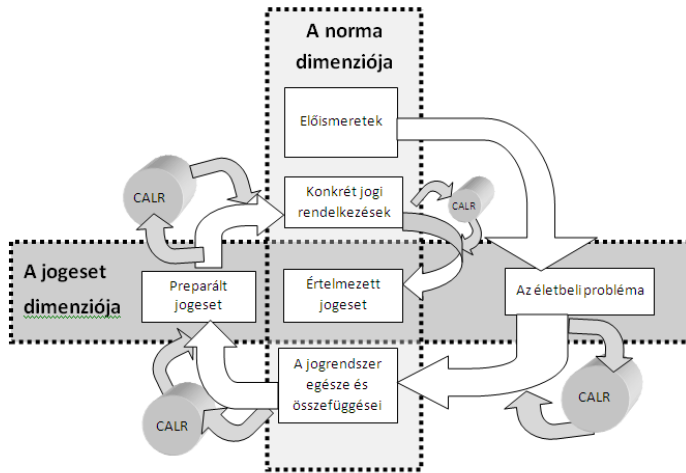 A norma
dimenziója
Előismeretek
Konkrét jogi
rendelkezések
CALR
CALR
A jogeset
dimenziója
Preparált
jogeset
Értelmezett
jogeset
Az életbeli probléma
A jogrendszer
egésze és
összefüggései
CALR
CALR